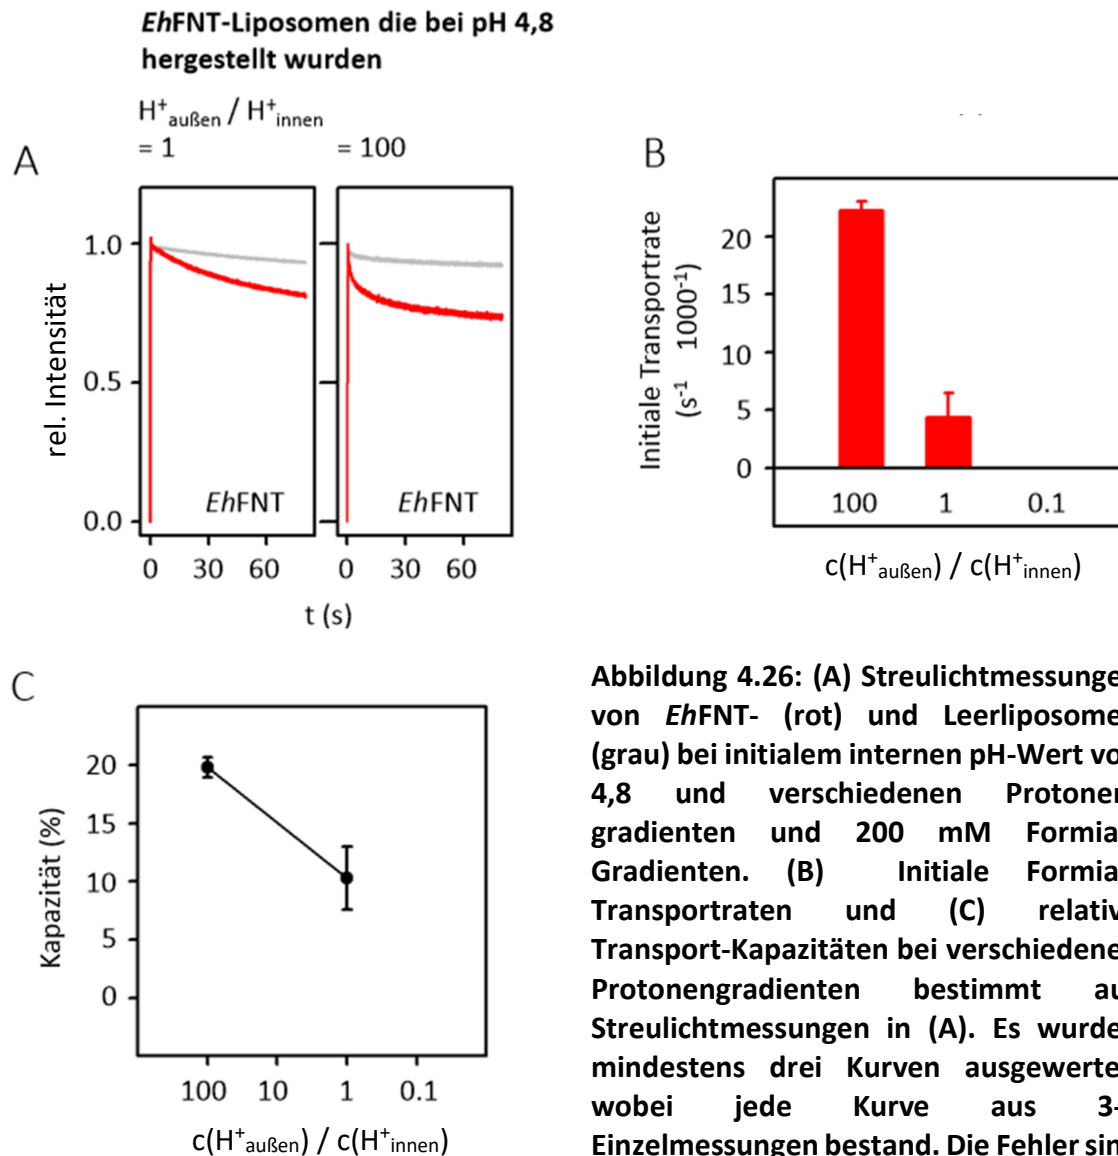 EhFNT-Liposomen die bei pH 4,8
hergestellt wurden
H⁺außen / H⁺innen
= 1 = 100
A
rel. Intensität
1.0
0.5
0.0
EhFNT EhFNT
0 30 60 0 30 60
t (s)
B
Initiale Transportrate
(s⁻¹ 1000⁻¹)
20
15
10
5
0
100 1 0.1
c(H⁺außen) / c(H⁺innen)
C
Kapazität (%)
20
15
10
5
0
100 10 1 0.1
c(H⁺außen) / c(H⁺innen)
Abbildung 4.26: (A) Streulichtmessunge
von EhFNT- (rot) und Leerliposome
(grau) bei initialem internen pH-Wert vo
4,8 und verschiedenen Protonen
gradienten und 200 mM Formia
Gradienten. (B) Initiale Formia
Transportraten und (C) relativ
Transport-Kapazitäten bei verschiedene
Protonengradienten bestimmt au
Streulichtmessungen in (A). Es wurde
mindestens drei Kurven ausgewerte
wobei jede Kurve aus 3-
Einzelmessungen bestand. Die Fehler sin